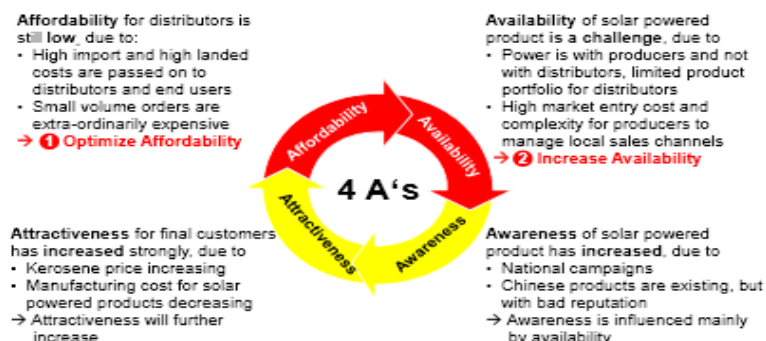 Affordability for distributors is
still low, due to:
• High import and high landed
costs are passed on to
distributors and end users
• Small volume orders are
extra-ordinarily expensive
→ 1 Optimize Affordability
Availability of solar powered
product is a challenge, due to
• Power is with producers and not
with distributors, limited product
portfolio for distributors
• High market entry cost and
complexity for producers to
manage local sales channels
→ 2 Increase Availability
Affordability
Availability
4 A's
Attractiveness
Awareness
Attractiveness for final customers
has increased strongly, due to
• Kerosene price increasing
• Manufacturing cost for solar
powered products decreasing
→ Attractiveness will further
increase
Awareness of solar powered
product has increased, due to
• National campaigns
• Chinese products are existing, but
with bad reputation
→ Awareness is influenced mainly
by availability